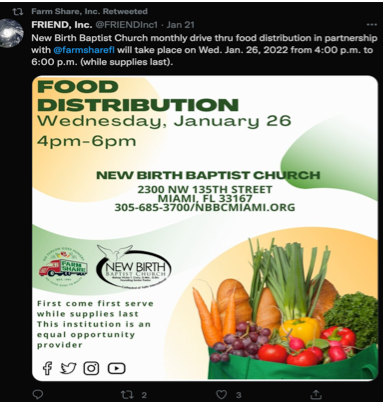 Farm Share, Inc. Retweeted
FRIEND, Inc. @FRIENDInc1 · Jan 21
New Birth Baptist Church monthly drive thru food distribution in partnership
with @farmsharefl will take place on Wed. Jan. 26, 2022 from 4:00 p.m. to
6:00 p.m. (while supplies last).
FOOD
DISTRIBUTION
Wednesday, January 26
4pm-6pm
NEW BIRTH BAPTIST CHURCH
2300 NW 135TH STREET
MIAMI, FL 33167
305-685-3700/NBBCMIAMI.ORG
FARM
SHARE
NEW BIRTH
BAPTIST CHURCH
First come first serve
while supplies last
This institution is an
equal opportunity
provider
2
3